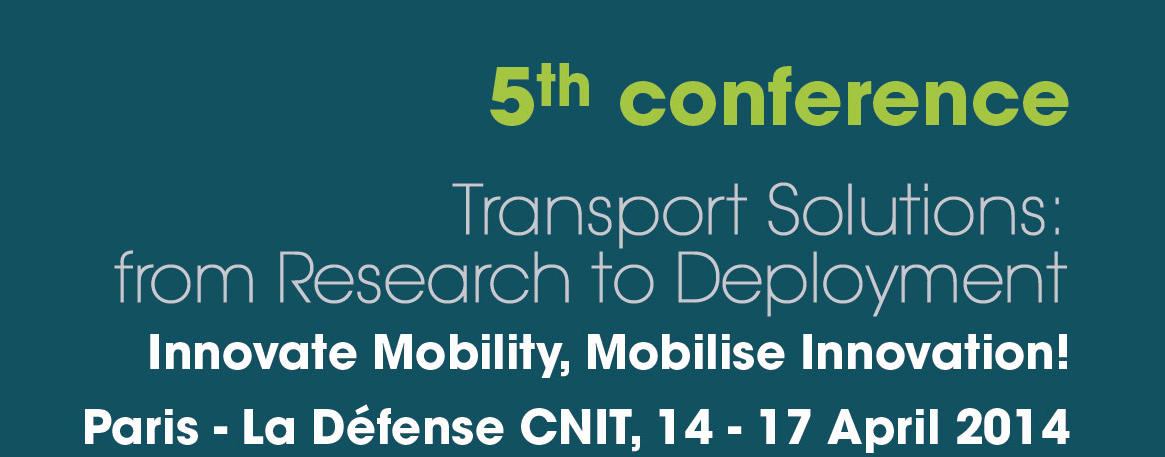 5th conference
Transport Solutions:
from Research to Deployment
Innovate Mobility, Mobilise Innovation!
Paris - La Défense CNIT, 14 - 17 April 2014